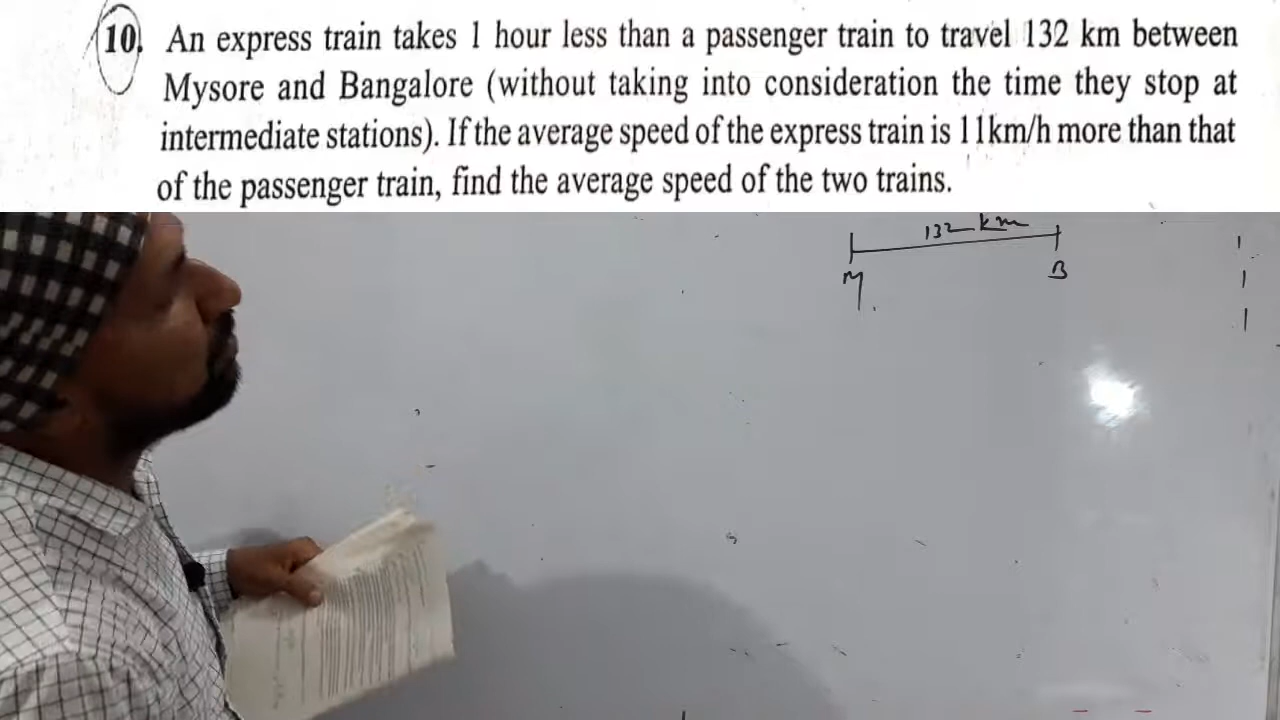 10. An express train takes 1 hour less than a passenger train to travel 132 km between
Mysore and Bangalore (without taking into consideration the time they stop at
intermediate stations). If the average speed of the express train is 11km/h more than that
of the passenger train, find the average speed of the two trains.
132 km
M B